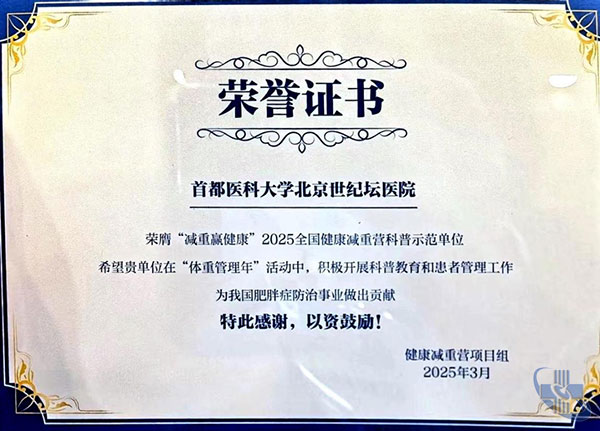 荣誉证书
首都医科大学北京世纪坛医院
荣膺“减重赢健康”2025全国健康减重营科普示范单位
希望贵单位在“体重管理年”活动中，积极开展科普教育和患者管理工作
为我国肥胖症防治事业做出贡献
特此感谢，以资鼓励！
健康减重营项目组
2025年3月